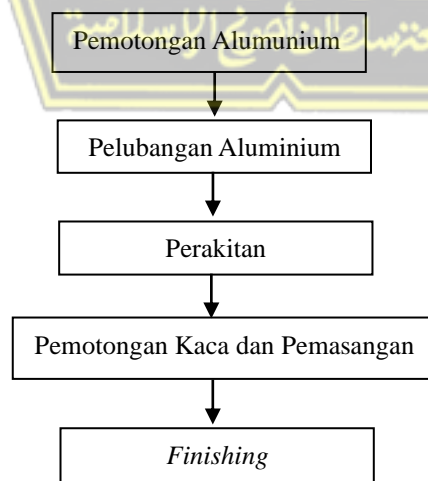 Pemotongan Alumunium
Pelubangan Aluminium
Perakitan
Pemotongan Kaca dan Pemasangan
Finishing